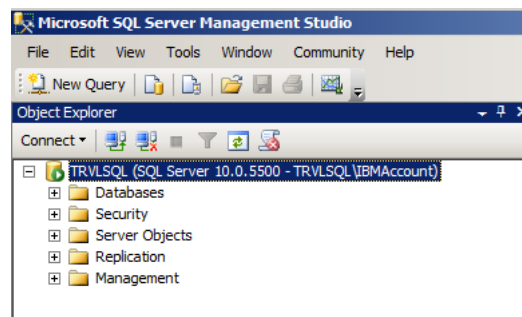 Microsoft SQL Server Management Studio
File Edit View Tools Window Community Help
New Query
Object Explorer
Connect
TRVLSQL (SQL Server 10.0.5500 - TRVLSQL\IBMAccount)
Databases
Security
Server Objects
Replication
Management